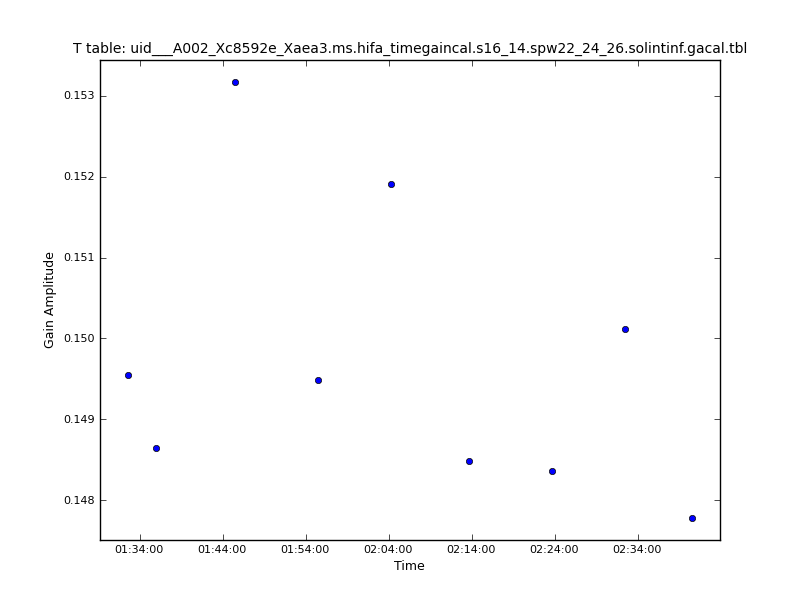 T table: uid___A002_Xc8592e_Xaea3.ms.hifa_timegaincal.s16_14.spw22_24_26.solintinf.gacal.tbl
Gain Amplitude
0.153
0.152
0.151
0.150
0.149
0.148
01:34:00 01:44:00 01:54:00 02:04:00 02:14:00 02:24:00 02:34:00
Time